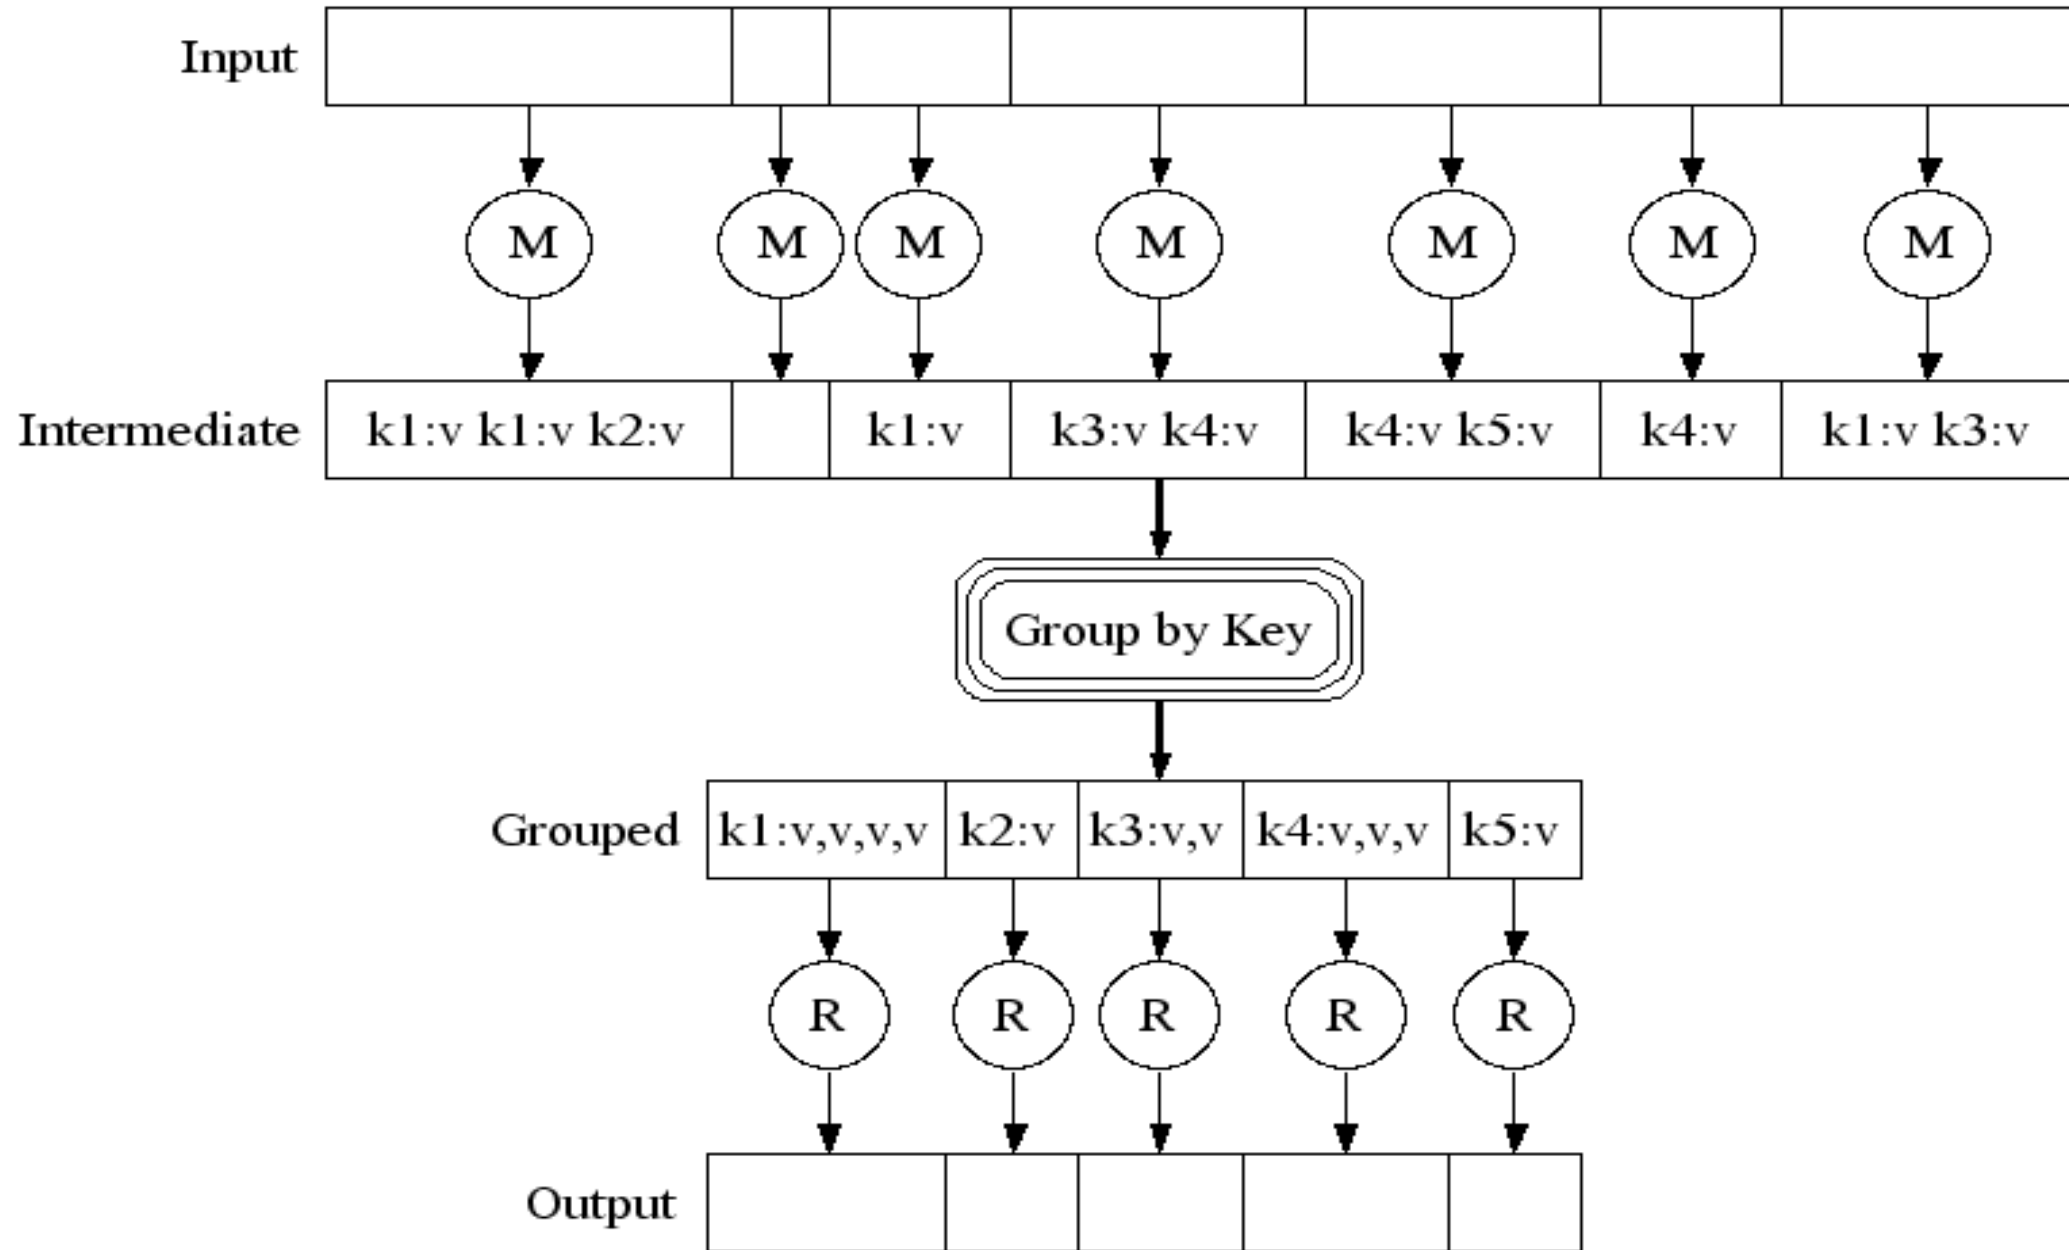 Input
M M M M M M M
Intermediate k1:v k1:v k2:v k1:v k3:v k4:v k4:v k5:v k4:v k1:v k3:v
Group by Key
Grouped k1:v,v,v,v k2:v k3:v,v k4:v,v,v k5:v
R R R R R
Output